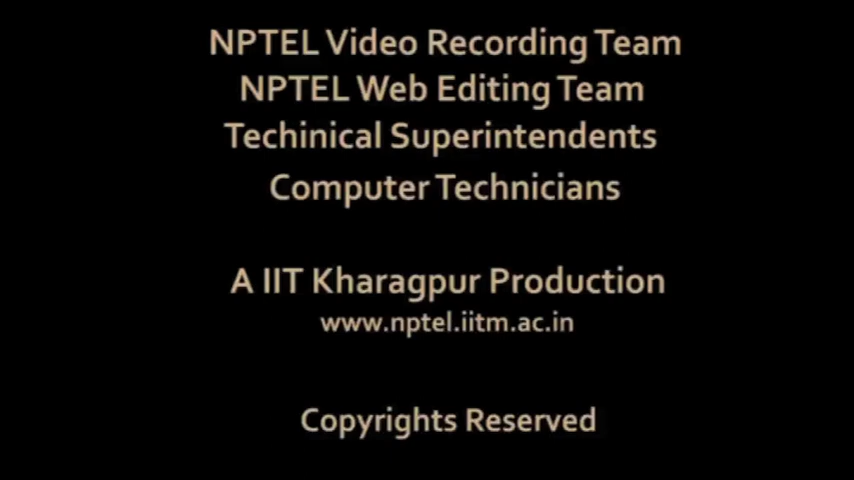 NPTEL Video Recording Team
NPTEL Web Editing Team
Techinical Superintendents
Computer Technicians
A IIT Kharagpur Production
www.nptel.iitm.ac.in
Copyrights Reserved